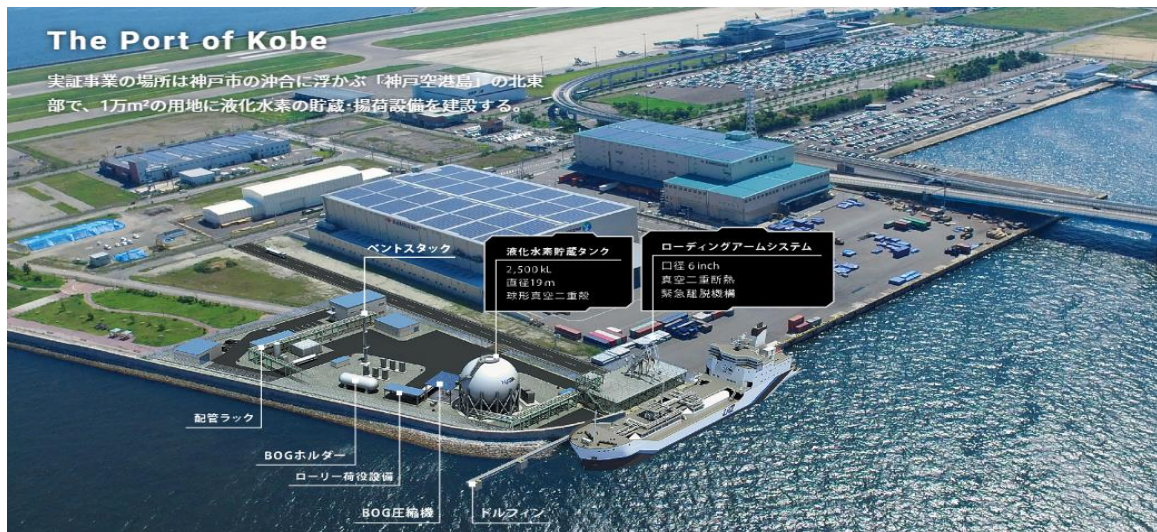 The Port of Kobe
実証事業の場所は神戸市の沖合に浮かぶ「神戸空港島」の北東
部で、1万m²の用地に液化水素の貯蔵・揚荷設備を建設する。
ベントスタック
液化水素貯蔵タンク
2,500kL
直径19m
球形真空二重殻
ローディングアームシステム
口径6inch
真空二重断熱
緊急離脱機構
配管ラック
BOGホルダー
ローリー荷役設備
BOG圧縮機
ドルフィン